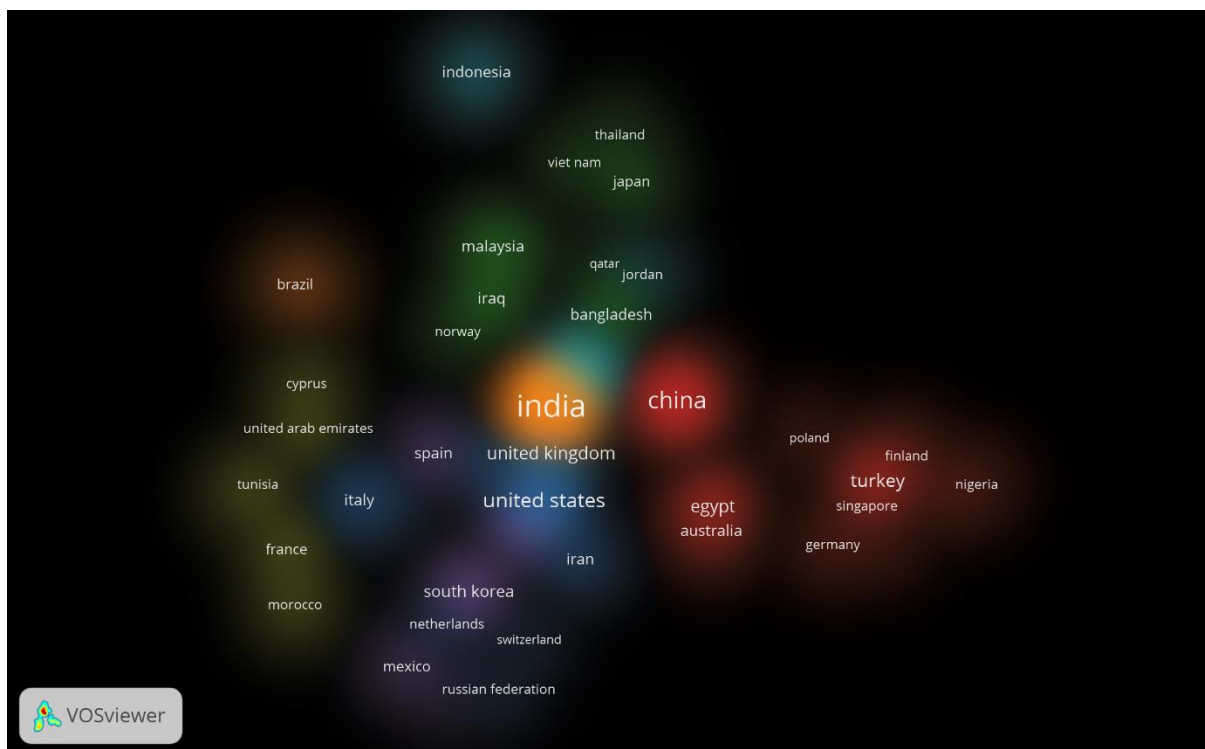 indonesia
thailand
viet nam
japan
malaysia
qatar
jordan
brazil
iraq
bangladesh
norway
cyprus
india
china
united arab emirates
spain
united kingdom
poland
finland
tunisia
italy
united states
egypt
turkey
nigeria
singapore
australia
france
iran
germany
south korea
morocco
netherlands
switzerland
mexico
russian federation
VOSviewer